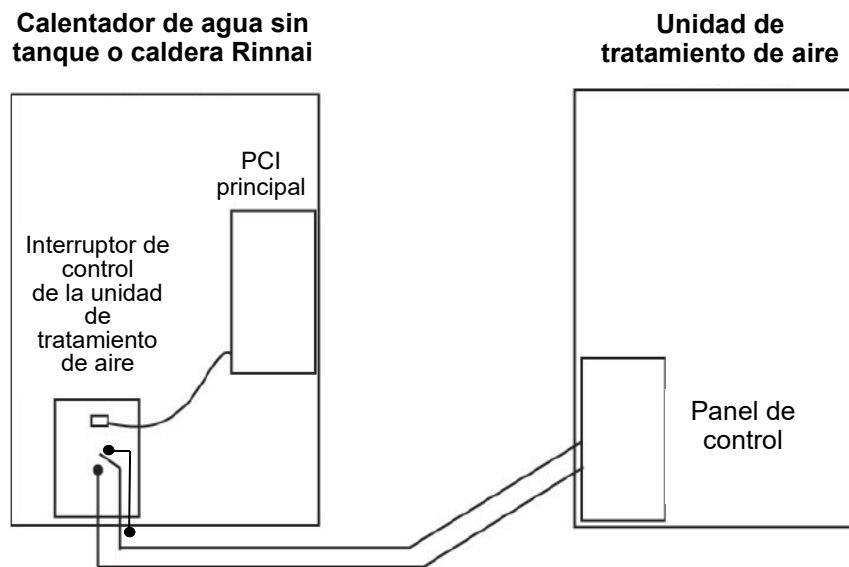 Calentador de agua sin
tanque o caldera Rinnai
Unidad de
tratamiento de aire
PCI
principal
Interruptor de
control
de la unidad
de
tratamiento
de aire
Panel de
control